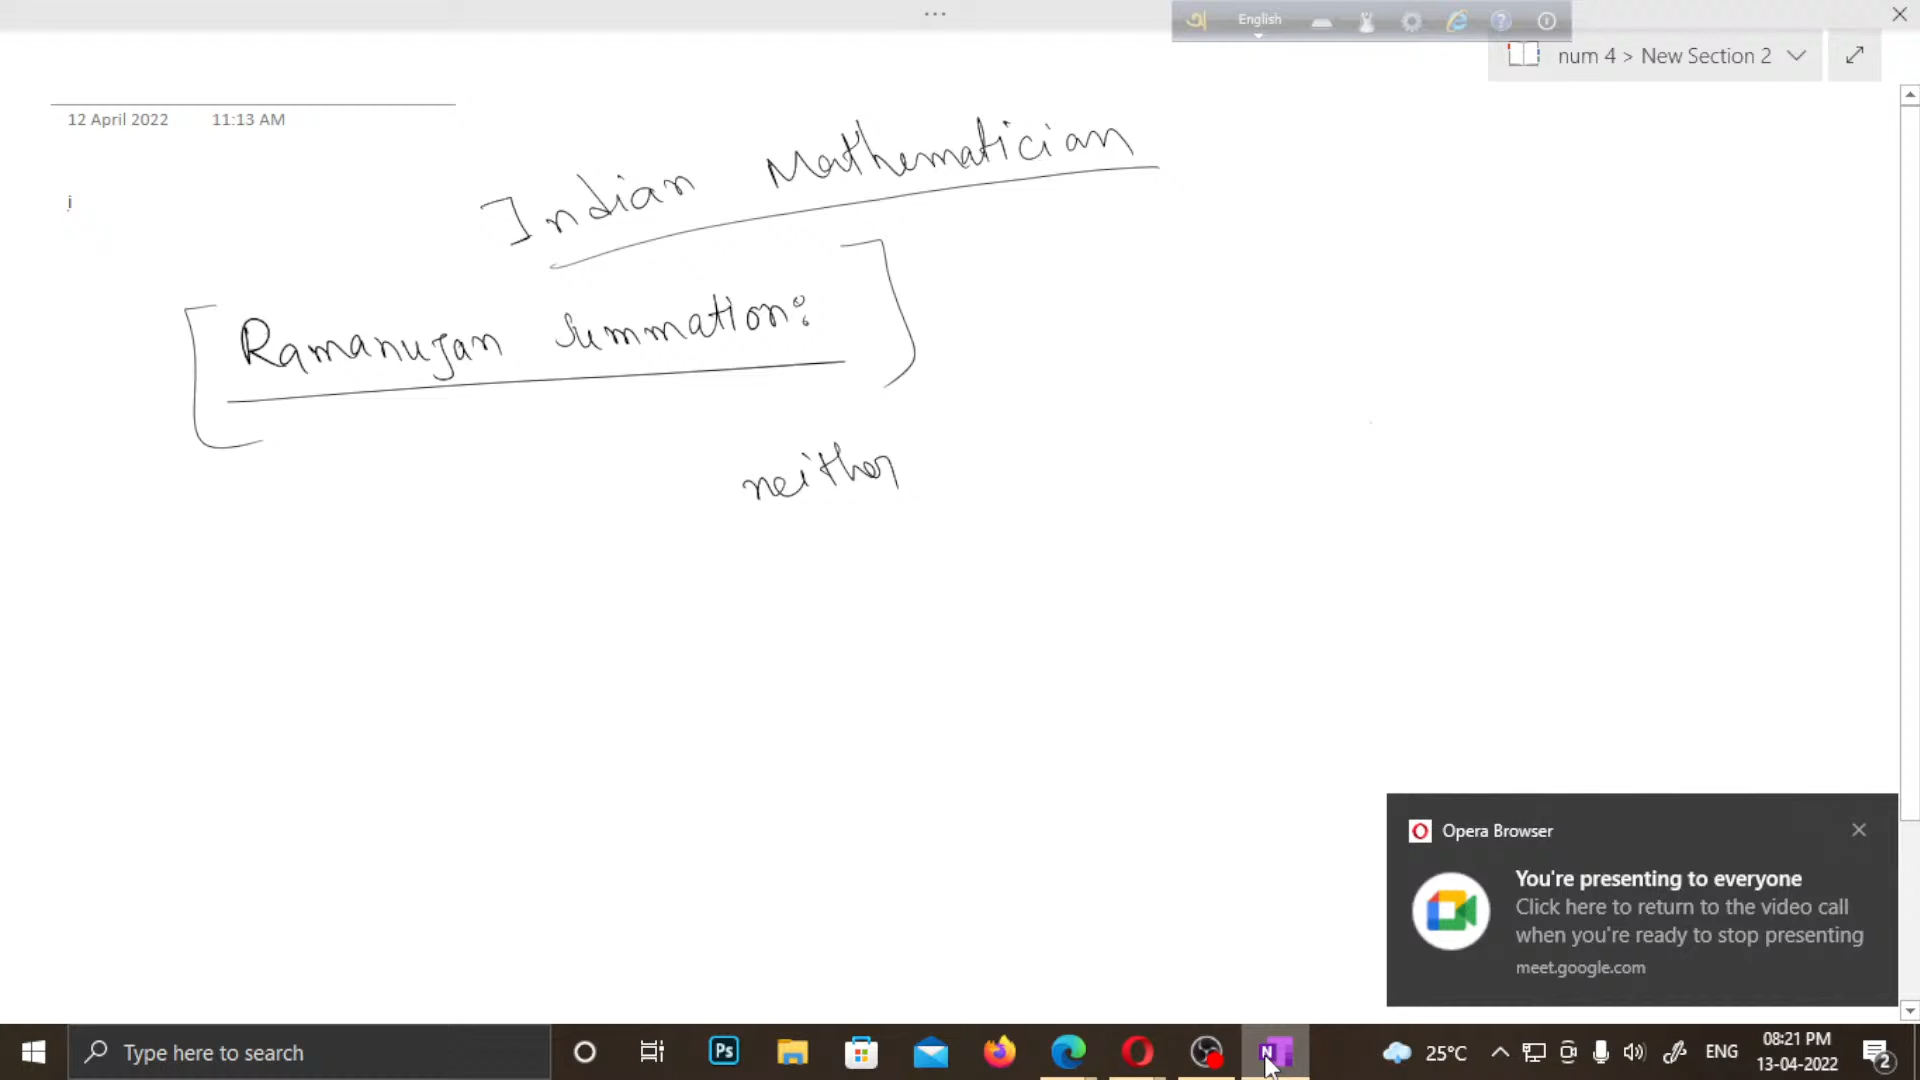 English
num 4 > New Section 2
12 April 2022 11:13 AM
i
Indian Mathematician
Ramanujan Summation:
neither
Opera Browser
You're presenting to everyone
Click here to return to the video call
when you're ready to stop presenting
meet.google.com
Type here to search
Ps
N
25°C
ENG
08:21 PM
13-04-2022
2